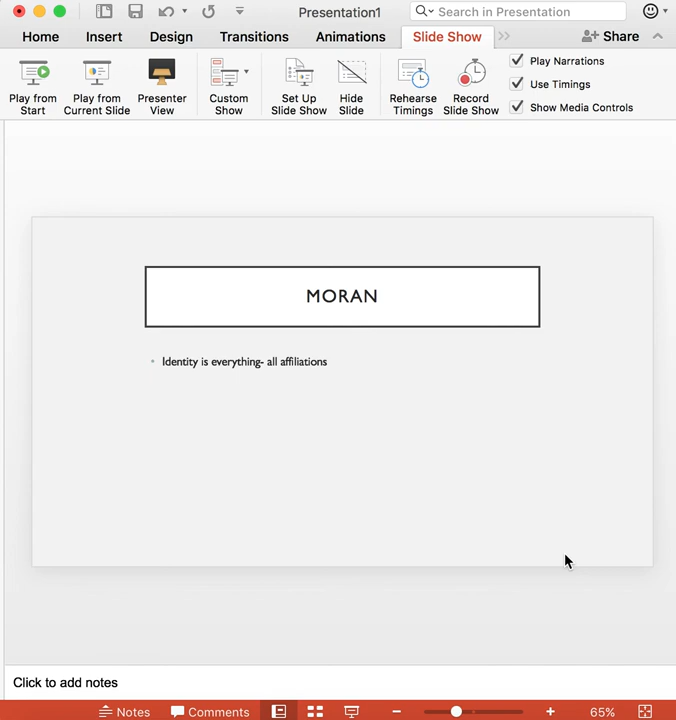 Presentation1
Search in Presentation
Home Insert Design Transitions Animations Slide Show Share
Play from Start
Play from Current Slide
Presenter View
Custom Show
Set Up Slide Show
Hide Slide
Rehearse Timings
Record Slide Show
Play Narrations
Use Timings
Show Media Controls
MORAN
• Identity is everything- all affiliations
Click to add notes
Notes Comments 65%